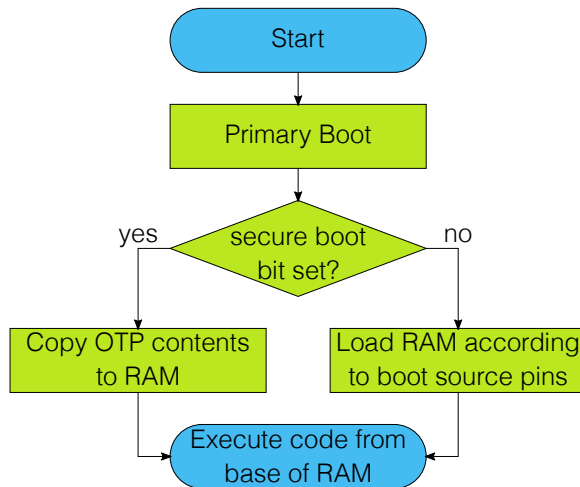 Start
Primary Boot
yes
secure boot
bit set?
no
Copy OTP contents
to RAM
Load RAM according
to boot source pins
Execute code from
base of RAM